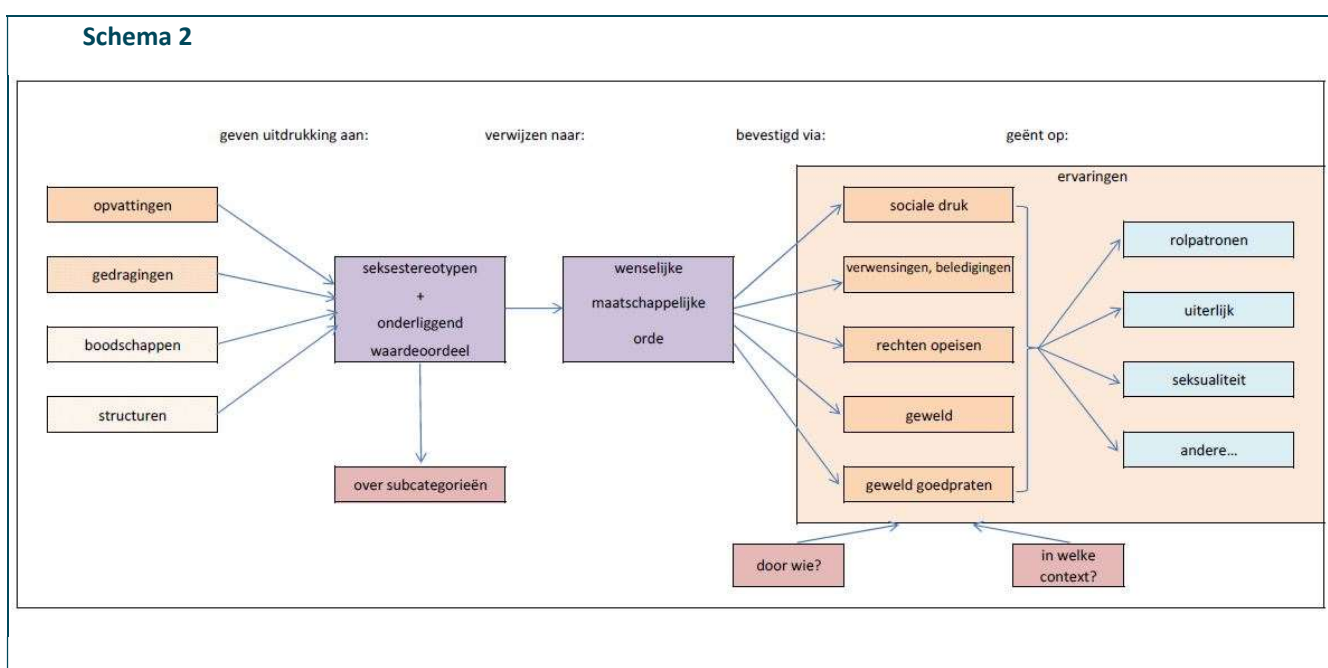 Schema 2
geven uitdrukking aan:
verwijzen naar:
bevestigd via:
geënt op:
ervaringen
opvattingen
gedragingen
boodschappen
structuren
seksestereotypen
+
onderliggend
waardeoordeel
over subcategorieën
wenselijke
maatschappelijke
orde
sociale druk
verwensingen, beledigingen
rechten opeisen
geweld
geweld goedpraten
rolpatronen
uiterlijk
seksualiteit
andere...
door wie?
in welke
context?